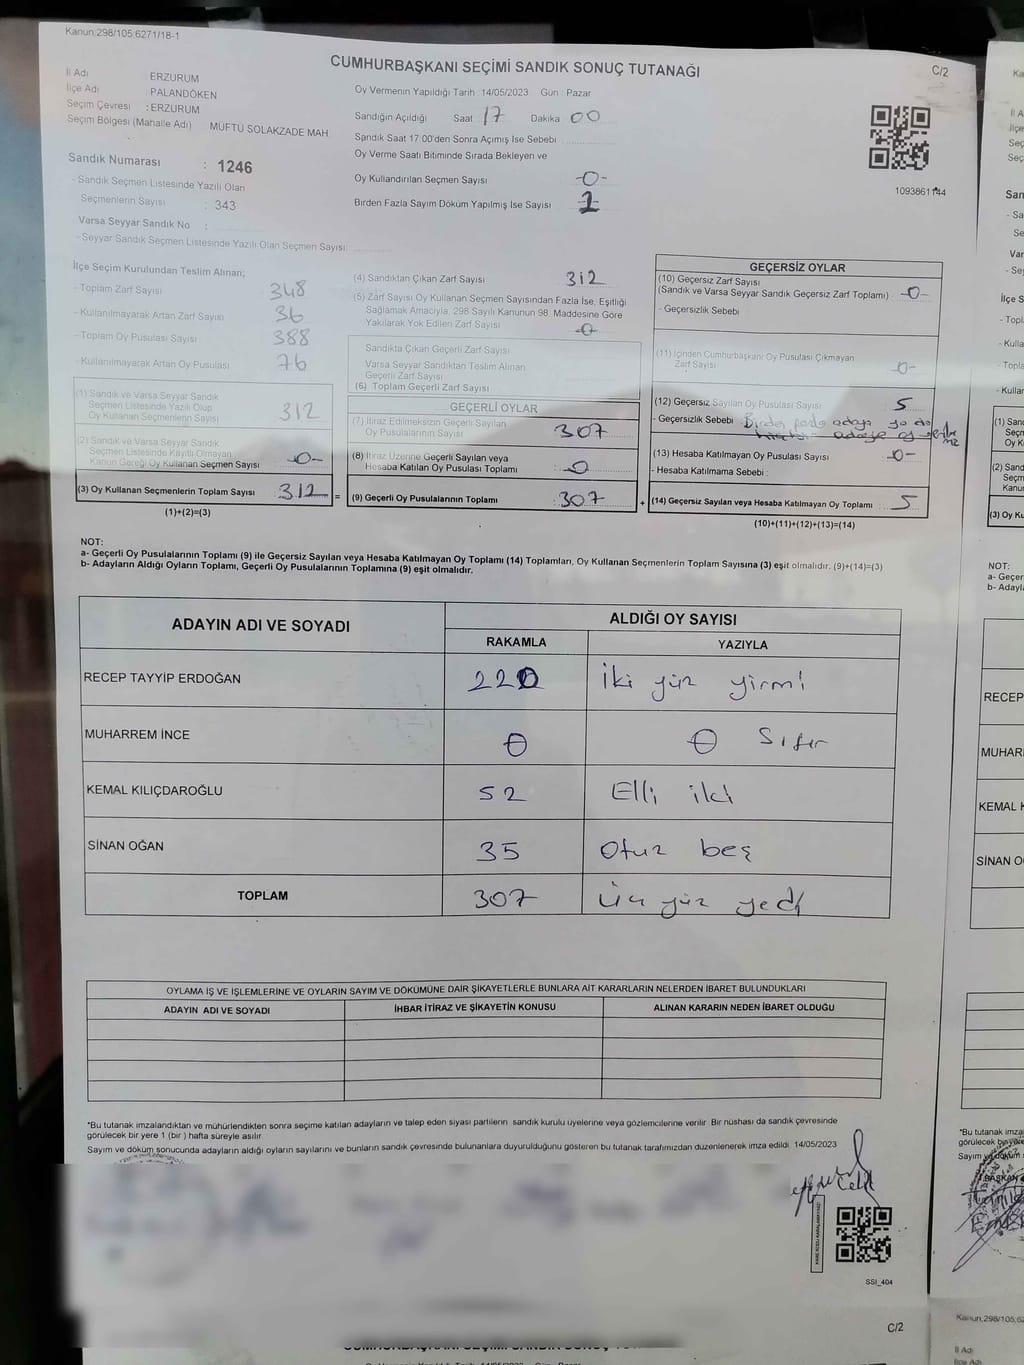 Kanun;298/105;6271/18-1
CUMHURBAŞKANI SEÇİMİ SANDIK SONUÇ TUTANAĞI
C/2
İl Adı ERZURUM
İlçe Adı PALANDÖKEN
Seçim Çevresi : ERZURUM
Seçim Bölgesi (Mahalle Adı) MÜFTÜ SOLAKZADE MAH.
Sandık Numarası : 1246
- Sandık Seçmen Listesinde Yazılı Olan
Seçmenlerin Sayısı : 343
Varsa Seyyar Sandık No :
- Seyyar Sandık Seçmen Listesinde Yazılı Olan Seçmen Sayısı:
Oy Vermenin Yapıldığı Tarih :14/05/2023 Gün : Pazar
Sandığın Açıldığı Saat 17 Dakika 00
Sandık Saat 17:00'den Sonra Açımış İse Sebebi
Oy Verme Saati Bitiminde Sırada Bekleyen ve
Oy Kullandırılan Seçmen Sayısı -0-
Birden Fazla Sayım Döküm Yapılmış İse Sayısı 1
1093861144
İlçe Seçim Kurulundan Teslim Alınan;
- Toplam Zarf Sayısı 348
- Kullanılmayarak Artan Zarf Sayısı 36
- Toplam Oy Pusulası Sayısı 388
- Kullanılmayarak Artan Oy Pusulası 76
(1) Sandık ve Varsa Seyyar Sandık
Seçmen Listesinde Yazılı Olup
Oy Kullanan Seçmenlerin Sayısı 312
(2) Sandık ve Varsa Seyyar Sandık
Seçmen Listesinde Kayıtlı Olmayan
Kanun Gereği Oy Kullanan Seçmen Sayısı -0-
(3) Oy Kullanan Seçmenlerin Toplam Sayısı 312 =
(1)+(2)=(3)
(4) Sandıktan Çıkan Zarf Sayısı 312
(5) Zarf Sayısı Oy Kullanan Seçmen Sayısından Fazla İse, Eşitliği
Sağlamak Amacıyla, 298 Sayılı Kanunun 98. Maddesine Göre
Yakılarak Yok Edilen Zarf Sayısı -0-
Sandıkta Çıkan Geçerli Zarf Sayısı
Varsa Seyyar Sandıktan Teslim Alınan
Geçerli Zarf Sayısı
(6) Toplam Geçerli Zarf Sayısı
GEÇERLİ OYLAR
(7) İtiraz Edilmeksizin Geçerli Sayılan
Oy Pusulalarının Sayısı 307
(8) İtiraz Üzerine Geçerli Sayılan veya
Hesaba Katılan Oy Pusulası Toplamı -0
(9) Geçerli Oy Pusulalarının Toplamı : 307 +
GEÇERSİZ OYLAR
(10) Geçersiz Zarf Sayısı
(Sandık ve Varsa Seyyar Sandık Geçersiz Zarf Toplamı) -0-
- Geçersizlik Sebebi
(11) İçinden Cumhurbaşkanı Oy Pusulası Çıkmayan
Zarf Sayısı -0-
(12) Geçersiz Sayılan Oy Pusulası Sayısı 5
- Geçersizlik Sebebi Birden fazla adaya ya da
adaya oy
(13) Hesaba Katılmayan Oy Pusulası Sayısı -0-
- Hesaba Katılmama Sebebi :
(14) Geçersiz Sayılan veya Hesaba Katılmayan Oy Toplamı : 5
(10)+(11)+(12)+(13)=(14)
NOT:
a- Geçerli Oy Pusulalarının Toplamı (9) ile Geçersiz Sayılan veya Hesaba Katılmayan Oy Toplamı (14) Toplamları, Oy Kullanan Seçmenlerin Toplam Sayısına (3) eşit olmalıdır. (9)+(14)=(3)
b- Adayların Aldığı Oyların Toplamı, Geçerli Oy Pusulalarının Toplamına (9) eşit olmalıdır.
ADAYIN ADI VE SOYADI ALDIĞI OY SAYISI
RAKAMLA YAZIYLA
RECEP TAYYİP ERDOĞAN 220 İki yüz yirmi
MUHARREM İNCE 0 0 Sıfır
KEMAL KILIÇDAROĞLU 52 Elli iki
SİNAN OĞAN 35 Otuz beş
TOPLAM 307 Üç yüz yedi
OYLAMA İŞ VE İŞLEMLERİNE VE OYLARIN SAYIM VE DÖKÜMÜNE DAİR ŞİKAYETLERLE BUNLARA AİT KARARLARIN NELERDEN İBARET BULUNDUKLARI
ADAYIN ADI VE SOYADI İHBAR İTİRAZ VE ŞİKAYETİN KONUSU ALINAN KARARIN NEDEN İBARET OLDUĞU
*Bu tutanak imzalandıktan ve mühürlendikten sonra seçime katılan adayların ve talep eden siyasi partilerin sandık kurulu üyelerine veya gözlemcilerine verilir. Bir nüshası da sandık çevresinde
görülecek bir yere 1 (bir ) hafta süreyle asılır.
Sayım ve döküm sonucunda adayların aldığı oyların sayılarını ve bunların sandık çevresinde bulunanlara duyurulduğunu gösteren bu tutanak tarafımızdan düzenlenerek imza edildi. 14/05/2023
SSI_404
C/2
Kanun;298/105;62
İl Adı
İlçe Adı
RECEP
MUHAR
KEMAL K
SİNAN O